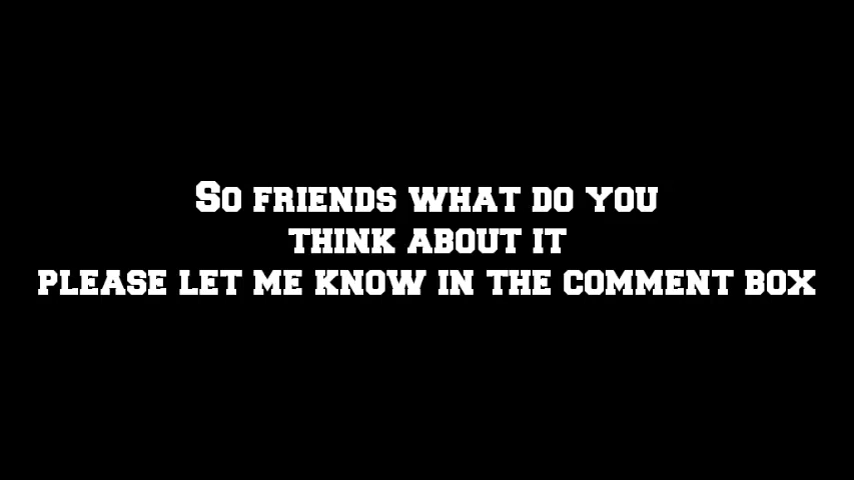 So friends what do you
think about it
please let me know in the comment box